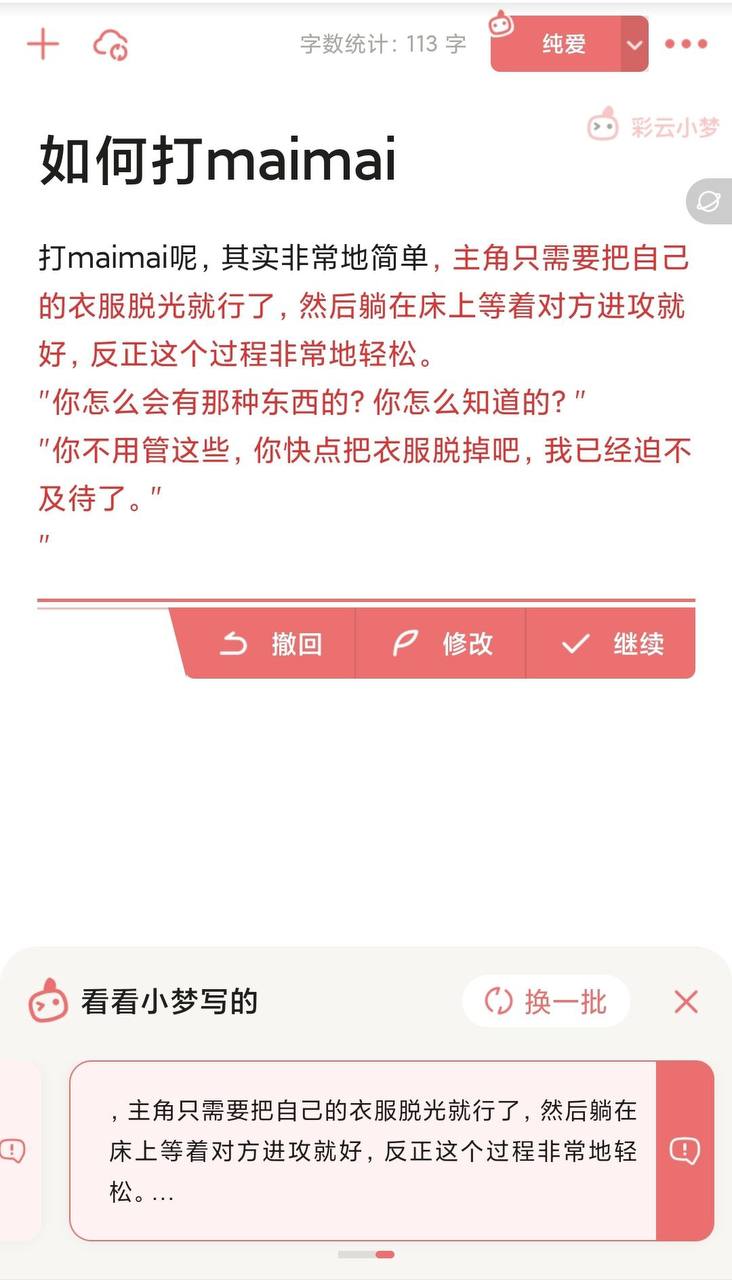 字数统计：113 字
纯爱
彩云小梦
如何打maimai
打maimai呢，其实非常地简单，主角只需要把自己
的衣服脱光就行了，然后躺在床上等着对方进攻就
好，反正这个过程非常地轻松。
"你怎么会有那种东西的？你怎么知道的？"
"你不用管这些，你快点把衣服脱掉吧，我已经迫不
及待了。"
"
撤回
修改
继续
看看小梦写的
换一批
，主角只需要把自己的衣服脱光就行了，然后躺在
床上等着对方进攻就好，反正这个过程非常地轻
松。...